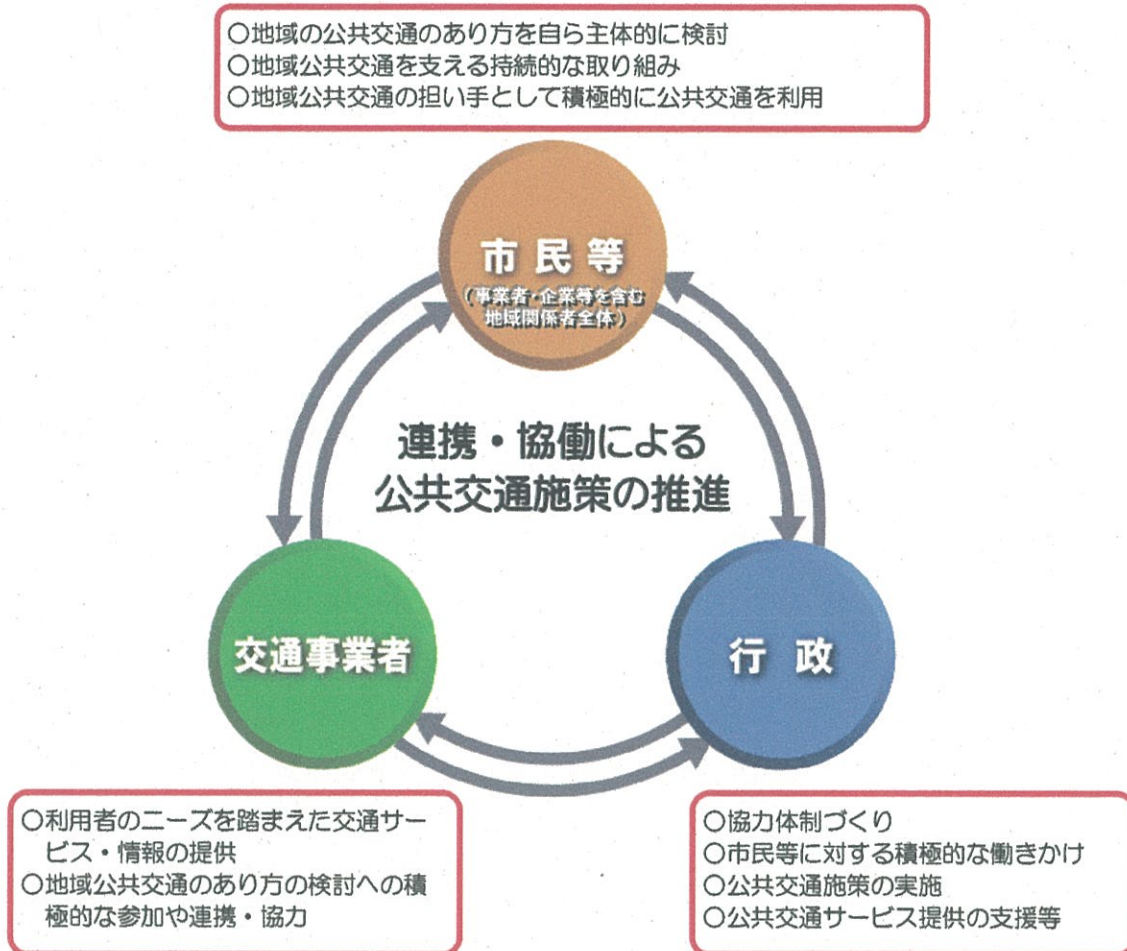 ○地域の公共交通のあり方を自ら主体的に検討
○地域公共交通を支える持続的な取り組み
○地域公共交通の担い手として積極的に公共交通を利用
市民等
（事業者・企業等を含む
地域関係者全体）
連携・協働による
公共交通施策の推進
交通事業者
行政
○利用者のニーズを踏まえた交通サー
ビス・情報の提供
○地域公共交通のあり方の検討への積
極的な参加や連携・協力
○協力体制づくり
○市民等に対する積極的な働きかけ
○公共交通施策の実施
○公共交通サービス提供の支援等